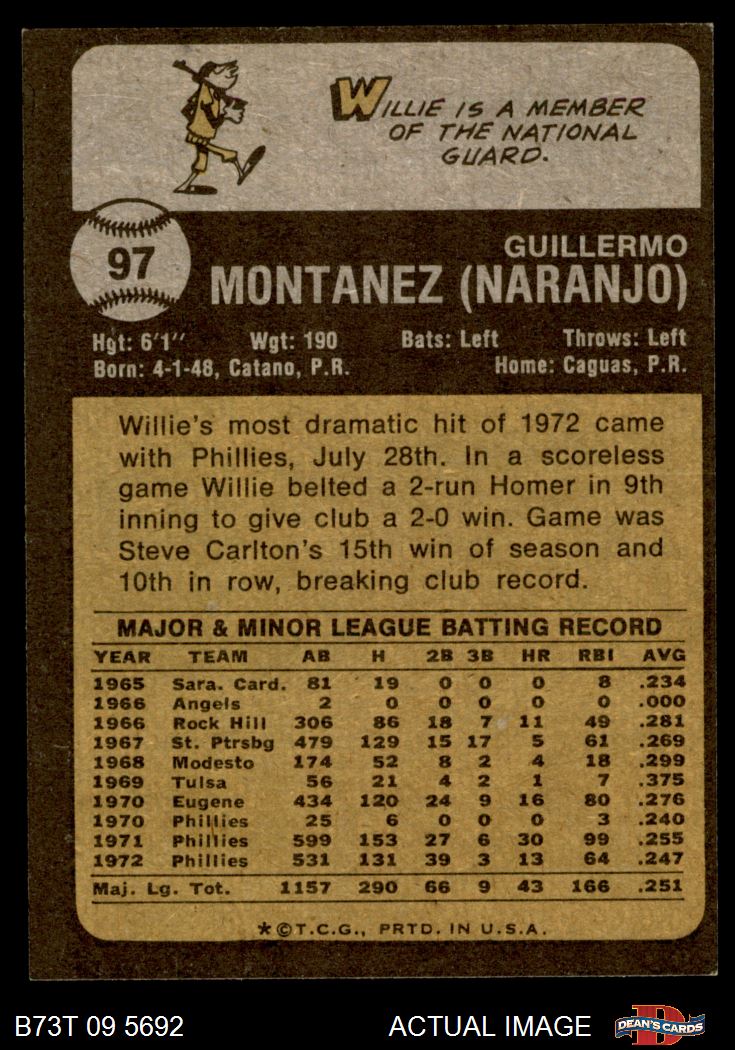 WILLIE IS A MEMBER
OF THE NATIONAL
GUARD.
97
GUILLERMO
MONTANEZ (NARANJO)
Hgt: 6'1" Wgt: 190 Bats: Left Throws: Left
Born: 4-1-48, Catano, P.R. Home: Caguas, P.R.
Willie's most dramatic hit of 1972 came
with Phillies, July 28th. In a scoreless
game Willie belted a 2-run Homer in 9th
inning to give club a 2-0 win. Game was
Steve Carlton's 15th win of season and
10th in row, breaking club record.
MAJOR & MINOR LEAGUE BATTING RECORD
YEAR TEAM AB H 2B 3B HR RBI AVG
1965 Sara. Card. 81 19 0 0 0 8 .234
1966 Angels 2 0 0 0 0 0 .000
1966 Rock Hill 306 86 18 7 11 49 .281
1967 St. Ptrsbg 479 129 15 17 5 61 .269
1968 Modesto 174 52 8 2 4 18 .299
1969 Tulsa 56 21 4 2 1 7 .375
1970 Eugene 434 120 24 9 16 80 .276
1970 Phillies 25 6 0 0 0 3 .240
1971 Phillies 599 153 27 6 30 99 .255
1972 Phillies 531 131 39 3 13 64 .247
Maj. Lg. Tot. 1157 290 66 9 43 166 .251
*©T.C.G., PRTD. IN U.S.A.
B73T 09 5692 ACTUAL IMAGE DEAN'S CARDS